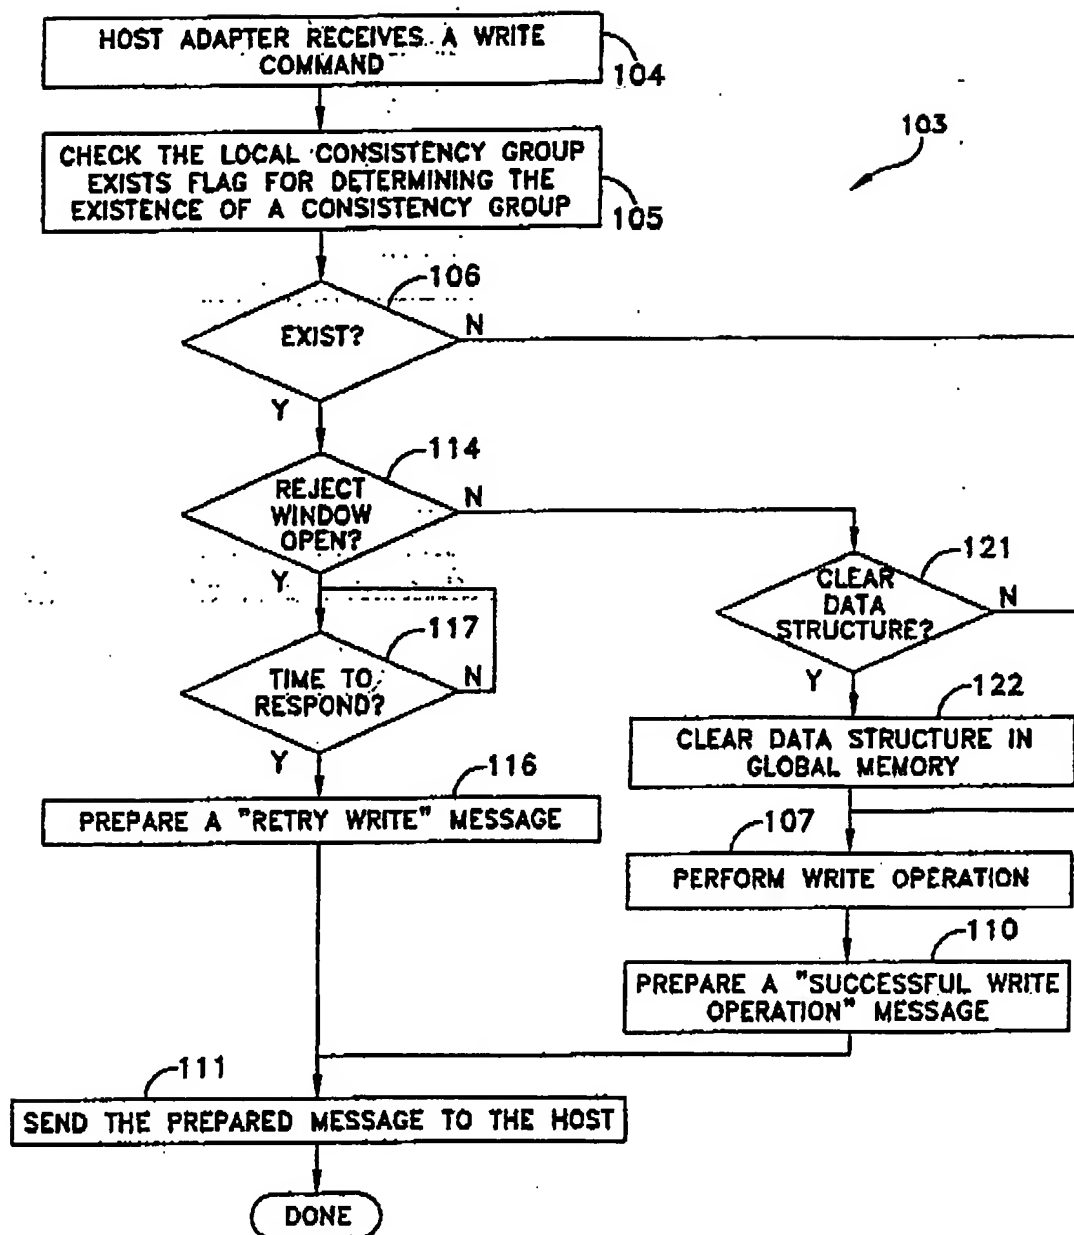 HOST ADAPTER RECEIVES A WRITE
COMMAND
104
103
CHECK THE LOCAL CONSISTENCY GROUP
EXISTS FLAG FOR DETERMINING THE
EXISTENCE OF A CONSISTENCY GROUP
105
106
EXIST?
N
Y
114
REJECT
WINDOW
OPEN?
N
Y
121
CLEAR
DATA
STRUCTURE?
N
Y
117
TIME TO
RESPOND?
N
Y
122
CLEAR DATA STRUCTURE IN
GLOBAL MEMORY
116
PREPARE A "RETRY WRITE" MESSAGE
107
PERFORM WRITE OPERATION
110
PREPARE A "SUCCESSFUL WRITE
OPERATION" MESSAGE
111
SEND THE PREPARED MESSAGE TO THE HOST
DONE